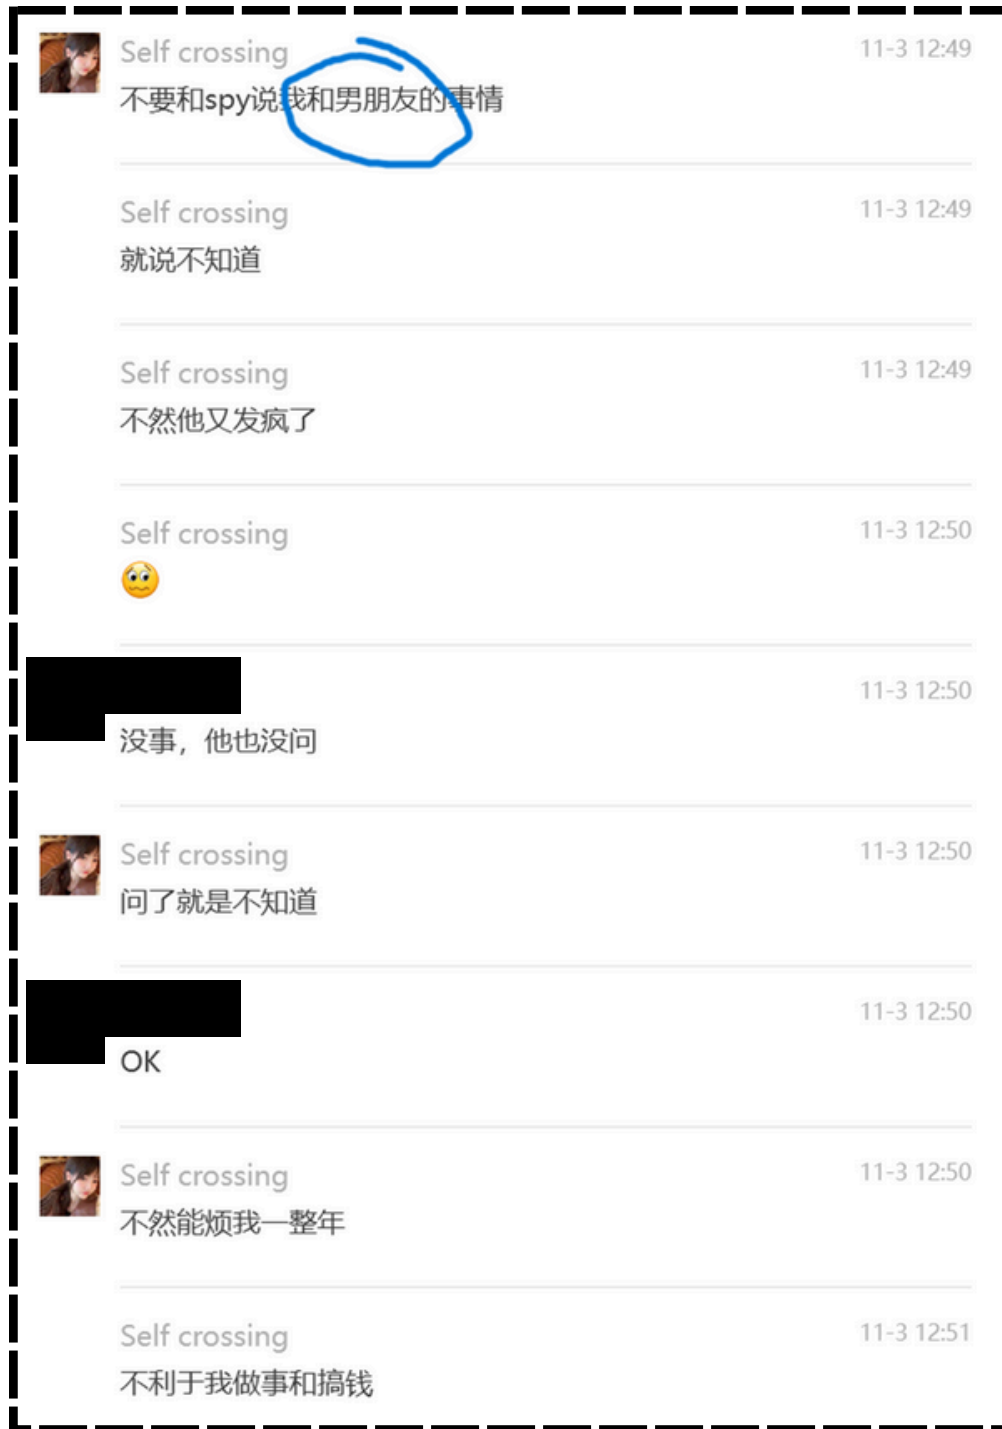 Self crossing 11-3 12:49
不要和spy说我和男朋友的事情
Self crossing 11-3 12:49
就说不知道
Self crossing 11-3 12:49
不然他又发疯了
Self crossing 11-3 12:50
11-3 12:50
没事，他也没问
Self crossing 11-3 12:50
问了就是不知道
11-3 12:50
OK
Self crossing 11-3 12:50
不然能烦我一整年
Self crossing 11-3 12:51
不利于我做事和搞钱